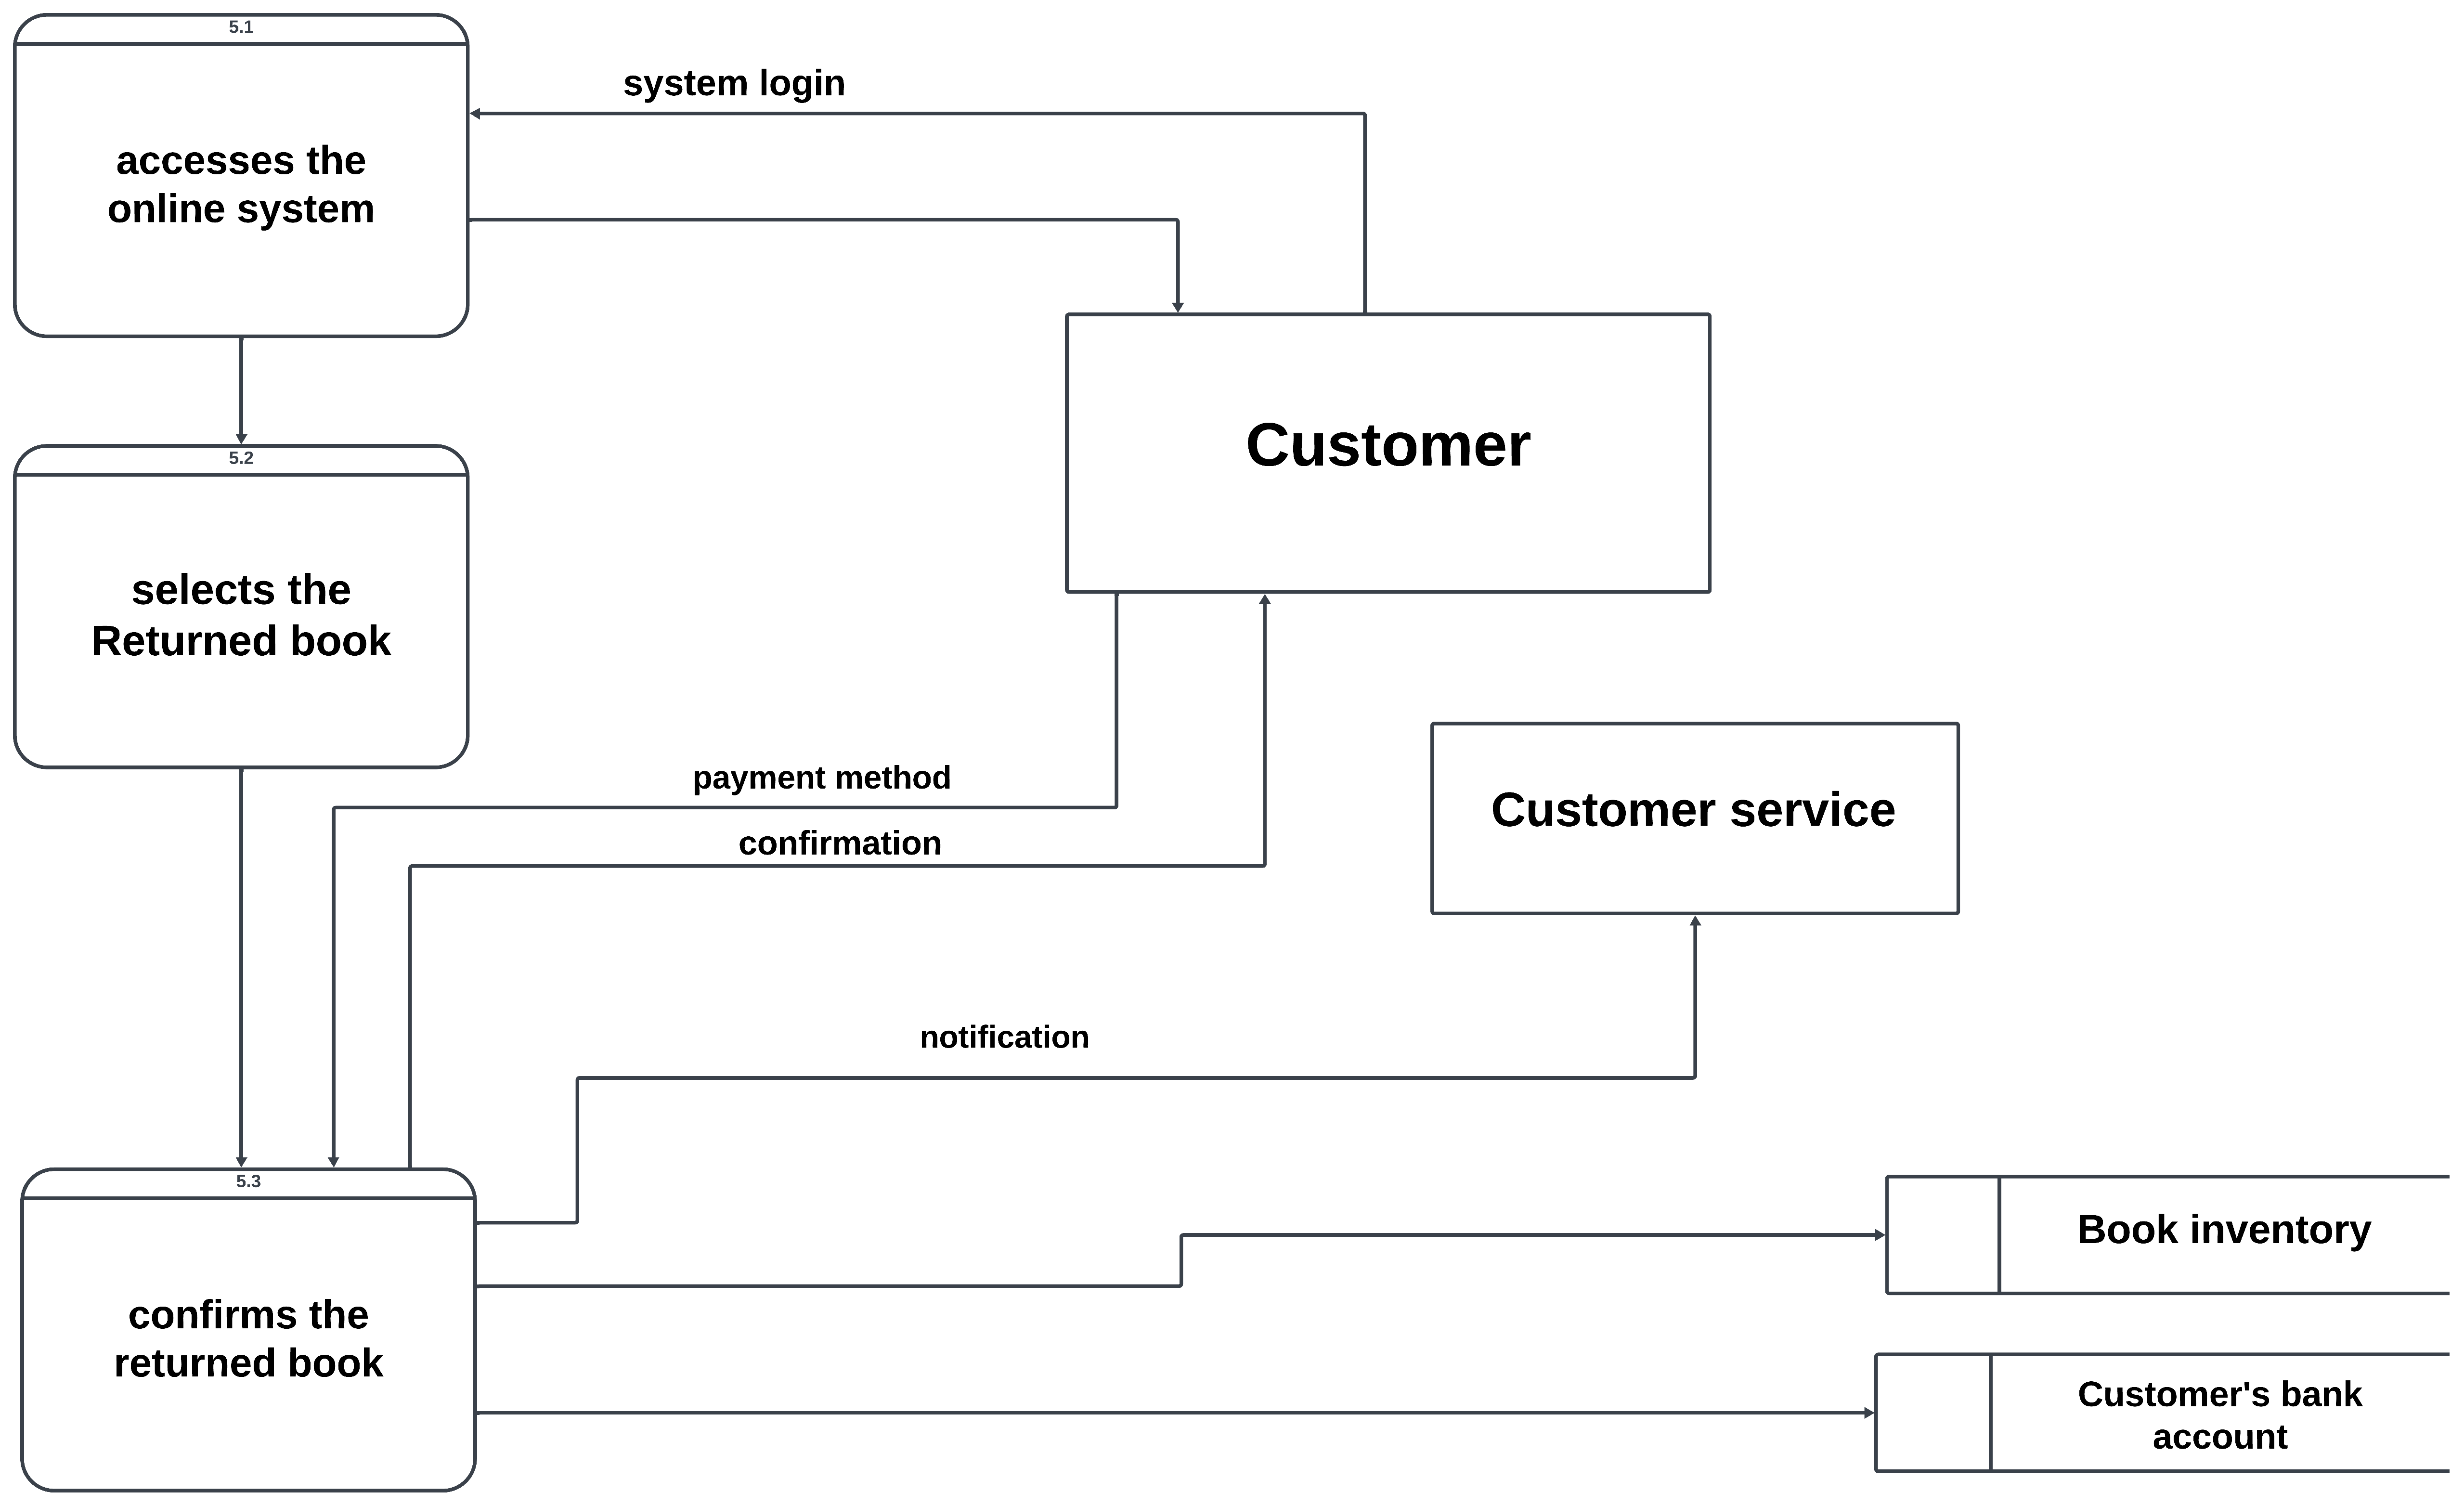 5.1
system login
accesses the
online system
Customer
5.2
selects the
Returned book
payment method
Customer service
confirmation
notification
5.3
Book inventory
confirms the
returned book
Customer's bank
account